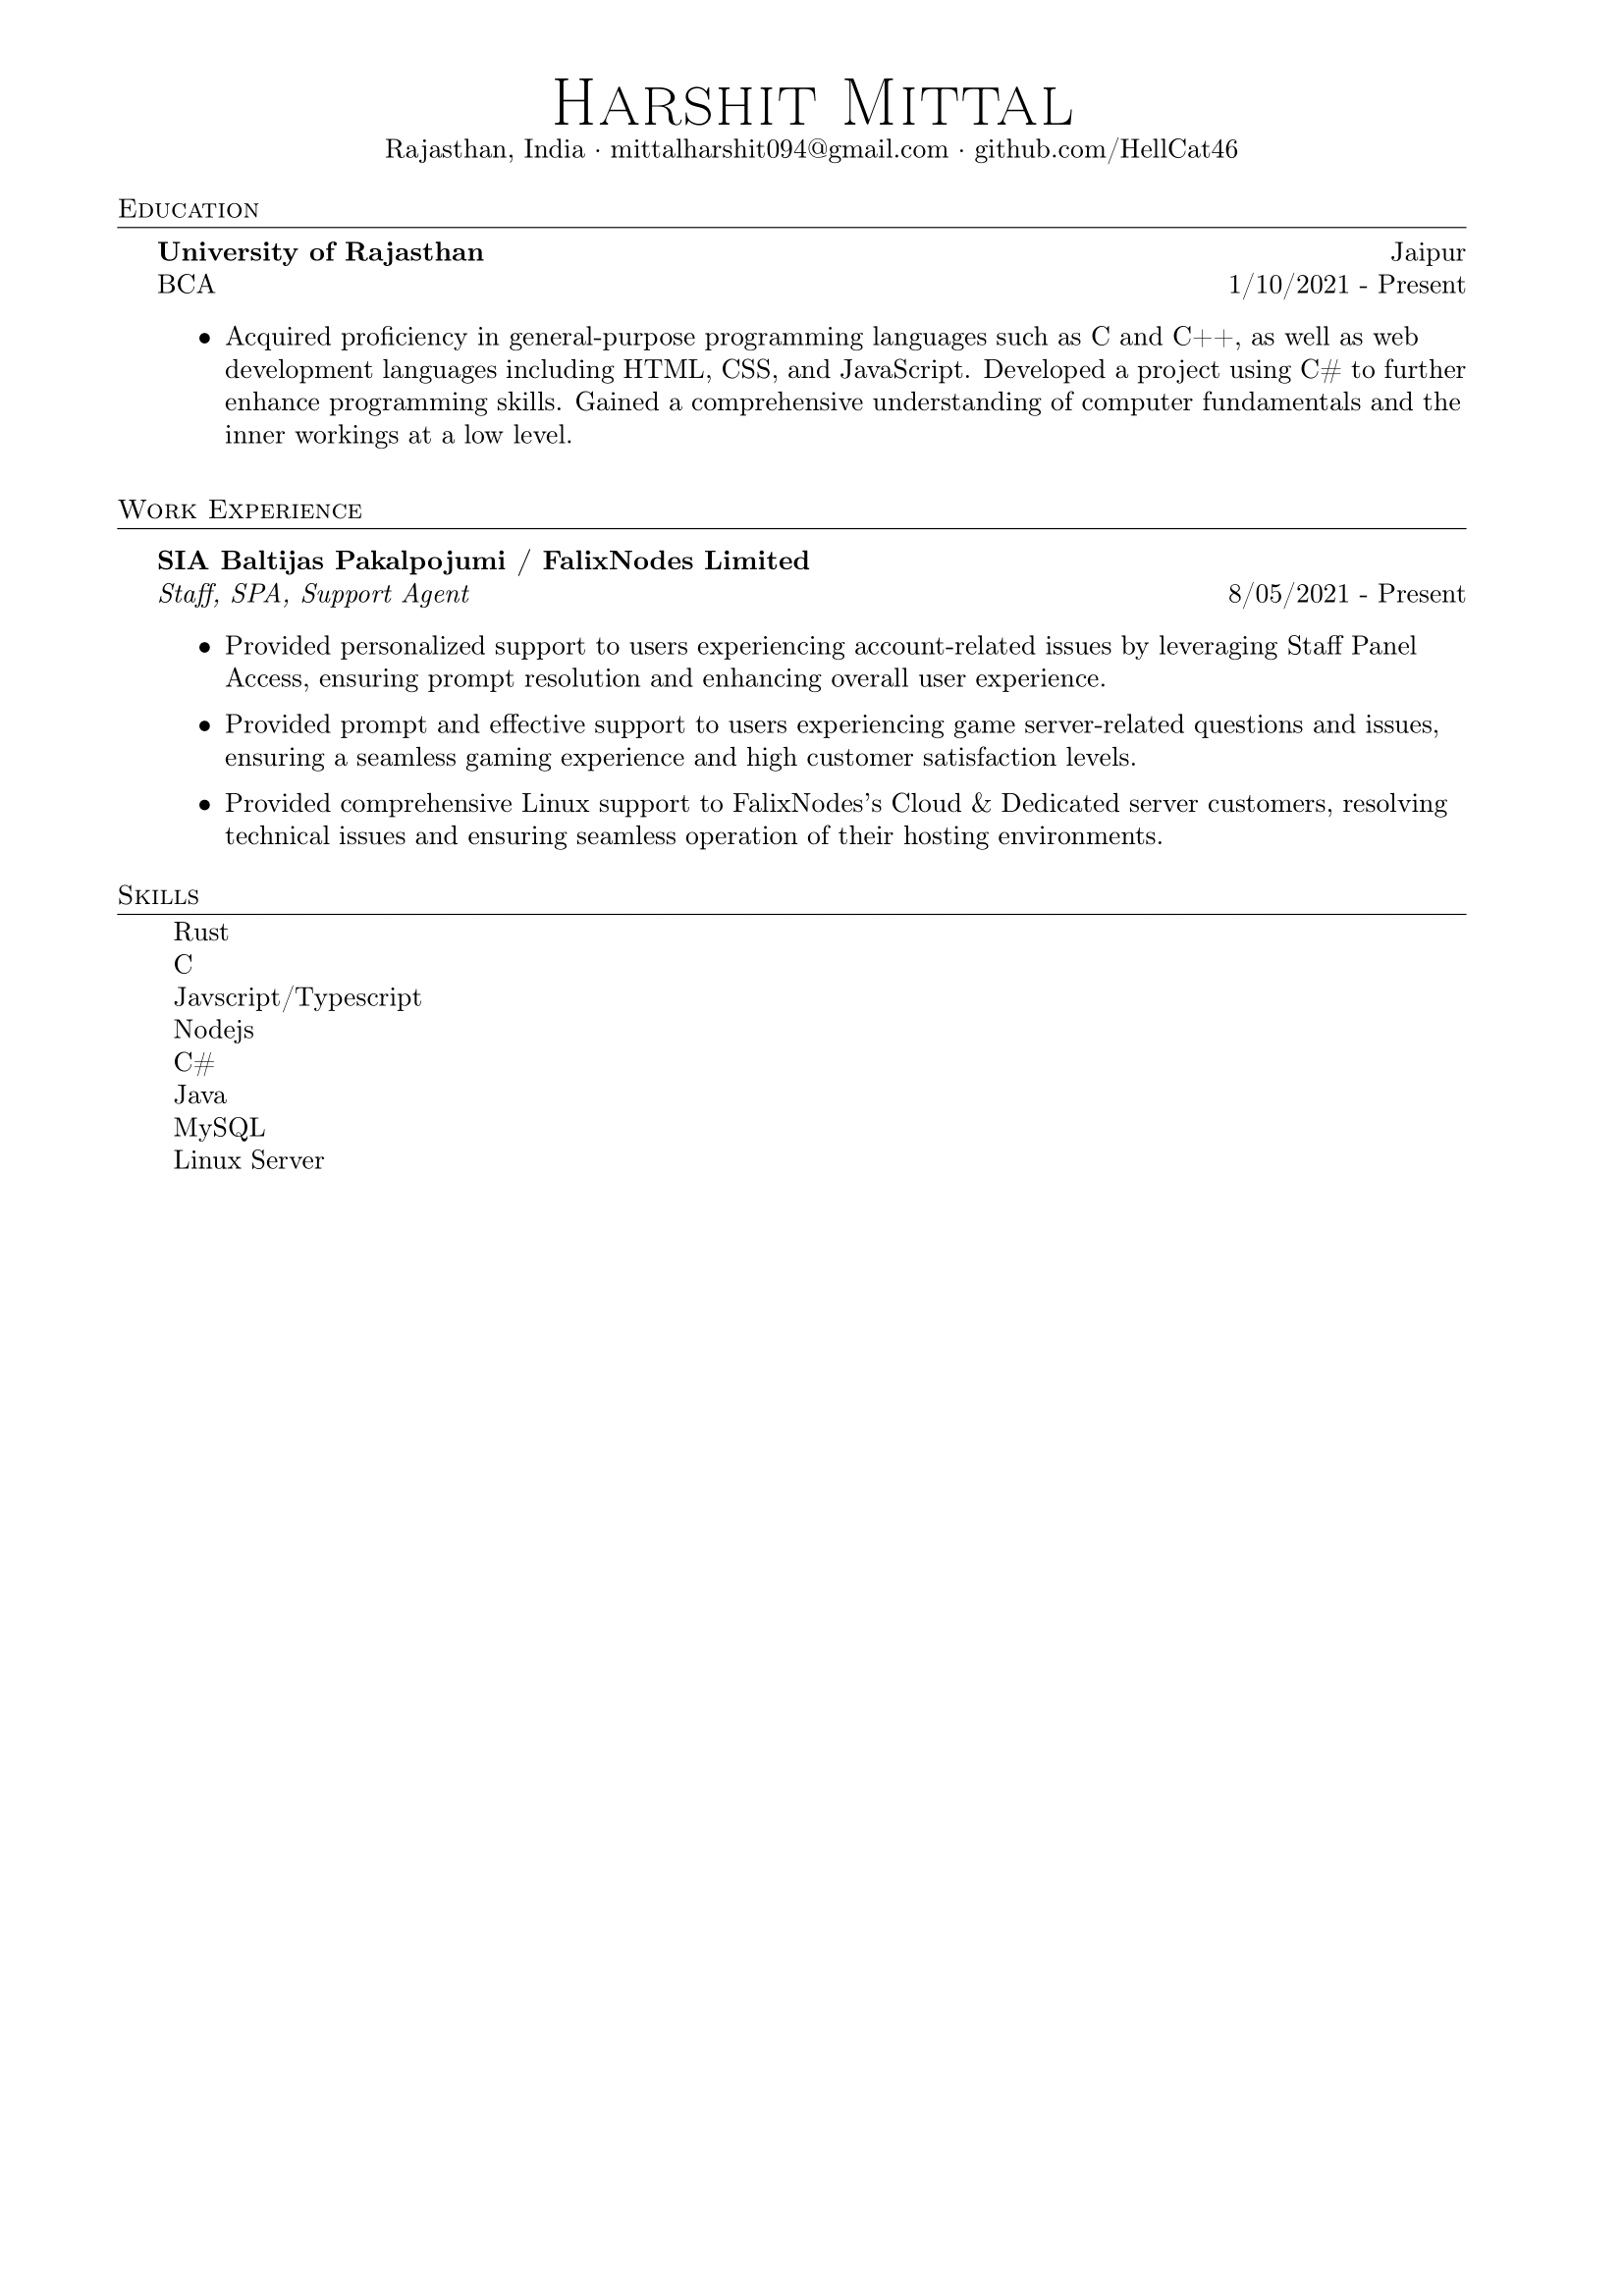 Harshit Mittal
Rajasthan, India · mittalharshit094@gmail.com · github.com/HellCat46
Education
University of Rajasthan Jaipur
BCA 1/10/2021 - Present
• Acquired proficiency in general-purpose programming languages such as C and C++, as well as web
development languages including HTML, CSS, and JavaScript. Developed a project using C# to further
enhance programming skills. Gained a comprehensive understanding of computer fundamentals and the
inner workings at a low level.
Work Experience
SIA Baltijas Pakalpojumi / FalixNodes Limited
Staff, SPA, Support Agent 8/05/2021 - Present
• Provided personalized support to users experiencing account-related issues by leveraging Staff Panel
Access, ensuring prompt resolution and enhancing overall user experience.
• Provided prompt and effective support to users experiencing game server-related questions and issues,
ensuring a seamless gaming experience and high customer satisfaction levels.
• Provided comprehensive Linux support to FalixNodes's Cloud & Dedicated server customers, resolving
technical issues and ensuring seamless operation of their hosting environments.
Skills
Rust
C
Javscript/Typescript
Nodejs
C#
Java
MySQL
Linux Server